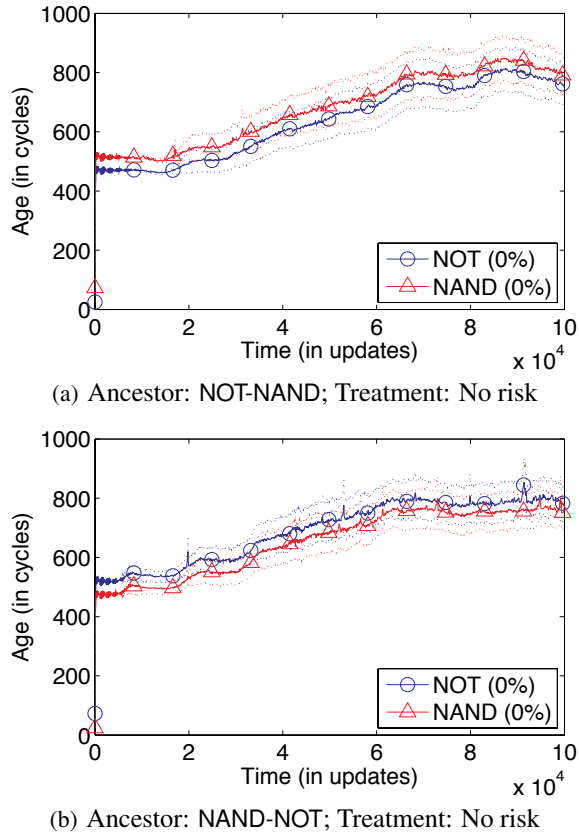 1000
800
600
400
200
0
Age (in cycles)
NOT (0%)
NAND (0%)
0 2 4 6 8 10
Time (in updates)
x 10^4
(a) Ancestor: NOT-NAND; Treatment: No risk
1000
800
600
400
200
0
Age (in cycles)
NOT (0%)
NAND (0%)
0 2 4 6 8 10
Time (in updates)
x 10^4
(b) Ancestor: NAND-NOT; Treatment: No risk